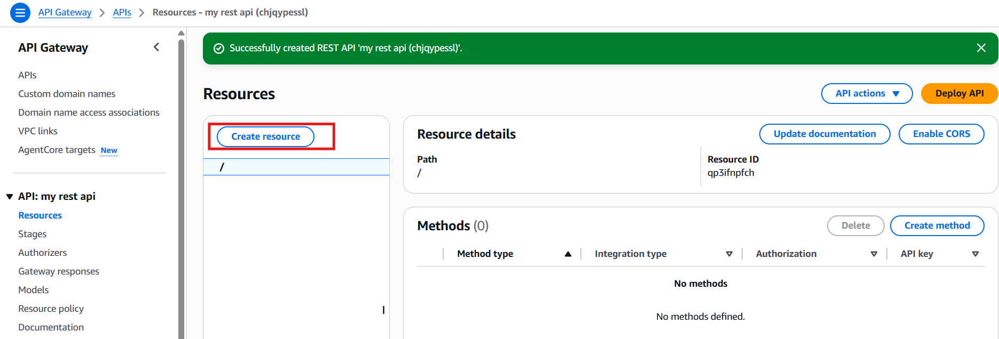 API Gateway > APIs > Resources - my rest api (chjqypessl)
API Gateway
APIs
Custom domain names
Domain name access associations
VPC links
AgentCore targets New
API: my rest api
Resources
Stages
Authorizers
Gateway responses
Models
Resource policy
Documentation
Successfully created REST API 'my rest api (chjqypessl)'.
Resources
API actions
Deploy API
Create resource
/
Resource details
Update documentation
Enable CORS
Path
/
Resource ID
qp3ifnpfch
Methods (0)
Delete
Create method
Method type
Integration type
Authorization
API key
No methods
No methods defined.